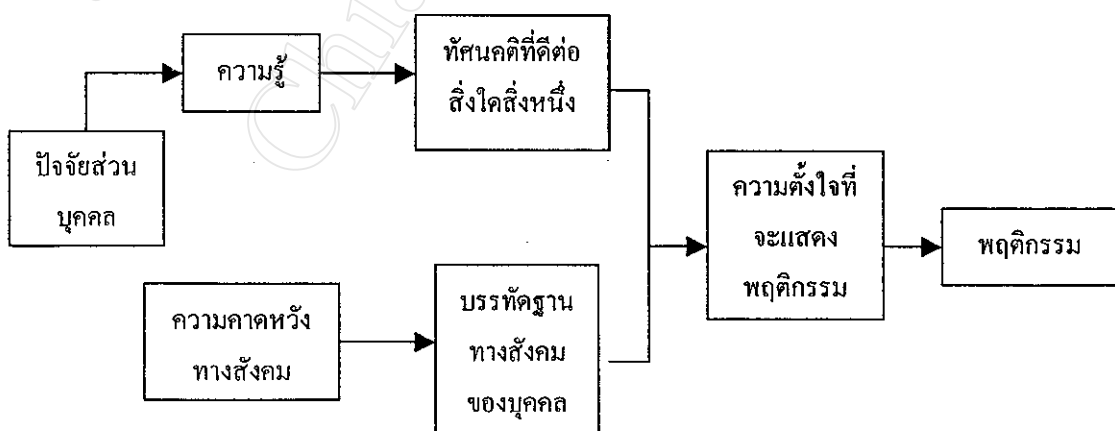 ความรู้
ทัศนคติที่ดีต่อ
สิ่งใดสิ่งหนึ่ง
ปัจจัยส่วน
บุคคล
ความตั้งใจที่
จะแสดง
พฤติกรรม
พฤติกรรม
ความคาดหวัง
ทางสังคม
บรรทัดฐาน
ทางสังคม
ของบุคคล